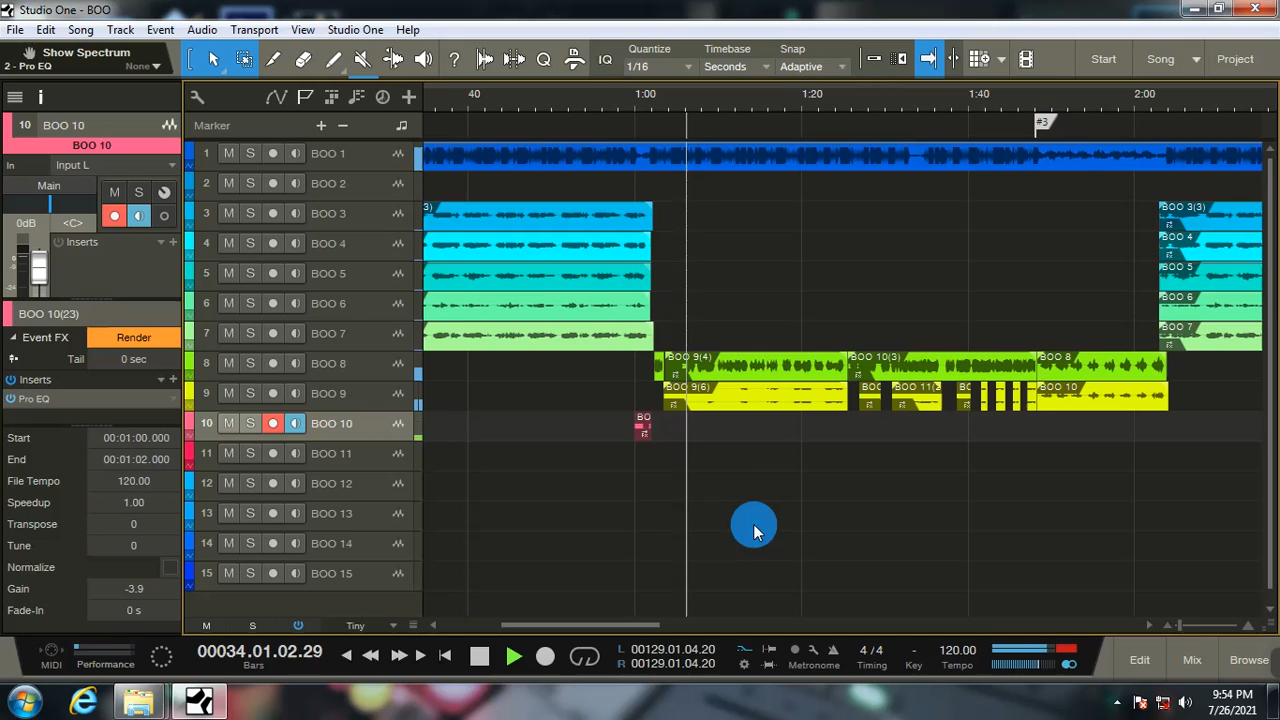 Studio One - BOO
File Edit Song Track Event Audio Transport View Studio One Help
Show Spectrum
2 - Pro EQ None
? IQ
Quantize Timebase Snap
1/16 Seconds Adaptive
Start Song Project
i
10 BOO 10
BOO 10
In Input L
Main M S
0dB <C>
Inserts
BOO 10(23)
Event FX Render
Tail 0 sec
Inserts
Pro EQ
Start 00:01:00.000
End 00:01:02.000
File Tempo 120.00
Speedup 1.00
Transpose 0
Tune 0
Normalize
Gain -3.9
Fade-In 0 s
40 1:00 1:20 1:40 2:00
Marker #3
1 M S BOO 1
2 M S BOO 2
3 M S BOO 3 3) BOO 3(3)
4 M S BOO 4 BOO 4
5 M S BOO 5 BOO 5
6 M S BOO 6 BOO 6
7 M S BOO 7 BOO 7
8 M S BOO 8 BOO 9(4) BOO 10(3) BOO 8
9 M S BOO 9 BOO 9(6) BOO 11(2 BOO 10
10 M S BOO 10 BO
11 M S BOO 11
12 M S BOO 12
13 M S BOO 13
14 M S BOO 14
15 M S BOO 15
M S Tiny
MIDI Performance
00034.01.02.29
Bars
L 00129.01.04.20
R 00129.01.04.20
Metronome
4 / 4
Timing
-
Key
120.00
Tempo
Edit Mix Browse
9:54 PM
7/26/2021